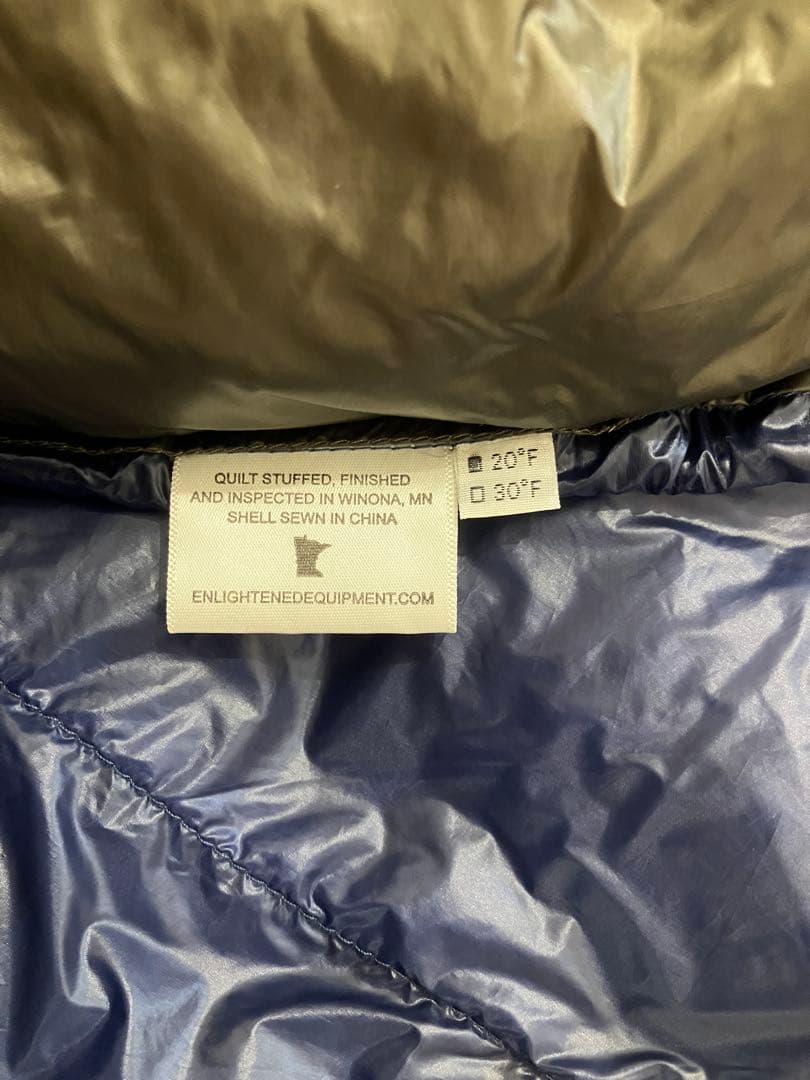 QUILT STUFFED, FINISHED
AND INSPECTED IN WINONA, MN
SHELL SEWN IN CHINA
ENLIGHTENEDEQUIPMENT.COM
20°F
30°F